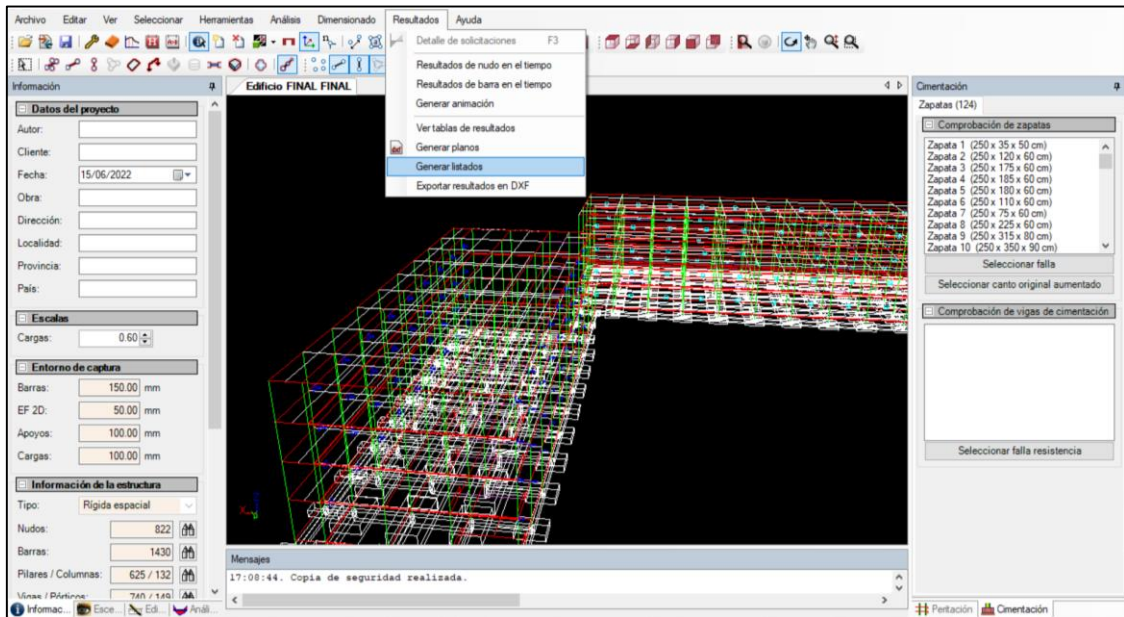 Archivo Editar Ver Seleccionar Herramientas Análisis Dimensionado Resultados Ayuda
Información
Datos del proyecto
Autor:
Cliente:
Fecha: 15/06/2022
Obra:
Dirección:
Localidad:
Provincia:
País:
Escalas
Cargas: 0.60
Entorno de captura
Barras: 150.00 mm
EF 2D: 50.00 mm
Apoyos: 100.00 mm
Cargas: 100.00 mm
Información de la estructura
Tipo: Rígida espacial
Nudos: 822
Barras: 1430
Pilares / Columnas: 625 / 132
Vigas / Pórticos: 740 / 149
Informac... Esce... Edi... Análi...
Edificio FINAL FINAL
Detalle de solicitaciones F3
Resultados de nudo en el tiempo
Resultados de barra en el tiempo
Generar animación
Ver tablas de resultados
Generar planos
Generar listados
Exportar resultados en DXF
Mensajes
17:08:44. Copia de seguridad realizada.
Cimentación
Zapatas (124)
Comprobación de zapatas
Zapata 1 (250 x 35 x 50 cm)
Zapata 2 (250 x 120 x 60 cm)
Zapata 3 (250 x 175 x 60 cm)
Zapata 4 (250 x 185 x 60 cm)
Zapata 5 (250 x 180 x 60 cm)
Zapata 6 (250 x 110 x 60 cm)
Zapata 7 (250 x 75 x 60 cm)
Zapata 8 (250 x 225 x 60 cm)
Zapata 9 (250 x 315 x 80 cm)
Zapata 10 (250 x 350 x 90 cm)
Seleccionar falla
Seleccionar canto original aumentado
Comprobación de vigas de cimentación
Seleccionar falla resistencia
Peritación Cimentación